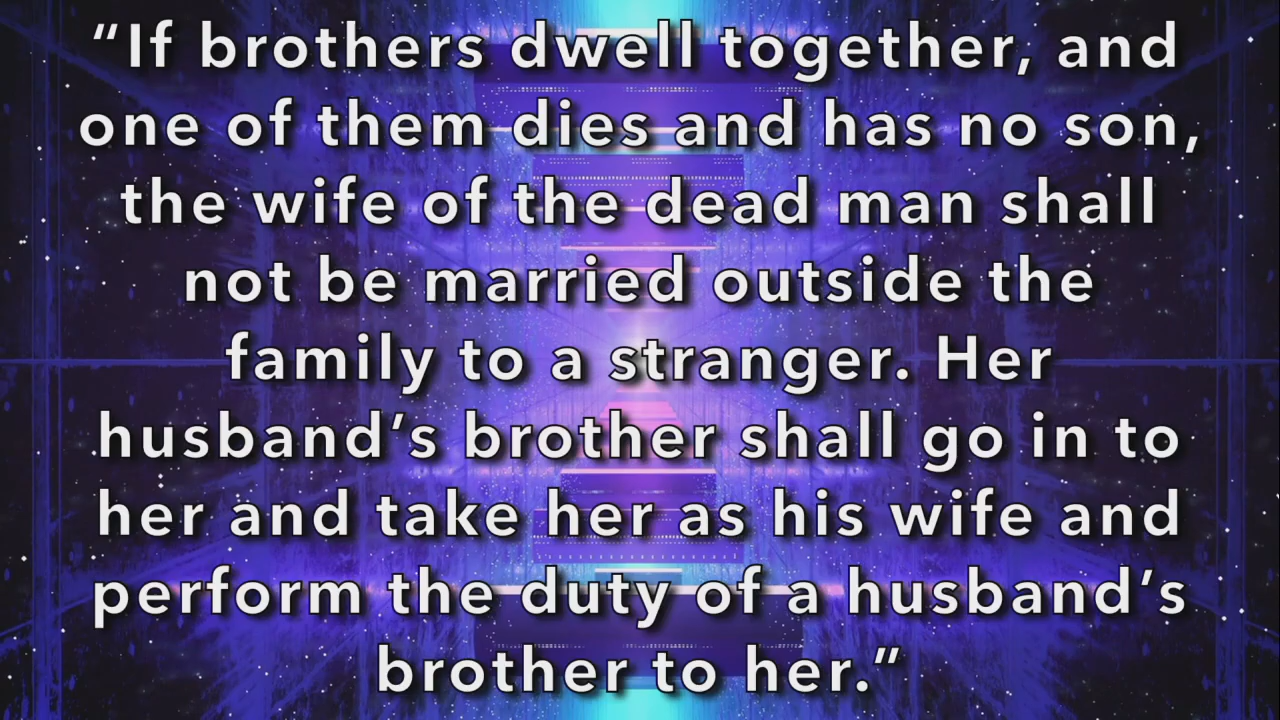 “If brothers dwell together, and
one of them dies and has no son,
the wife of the dead man shall
not be married outside the
family to a stranger. Her
husband’s brother shall go in to
her and take her as his wife and
perform the duty of a husband’s
brother to her.”